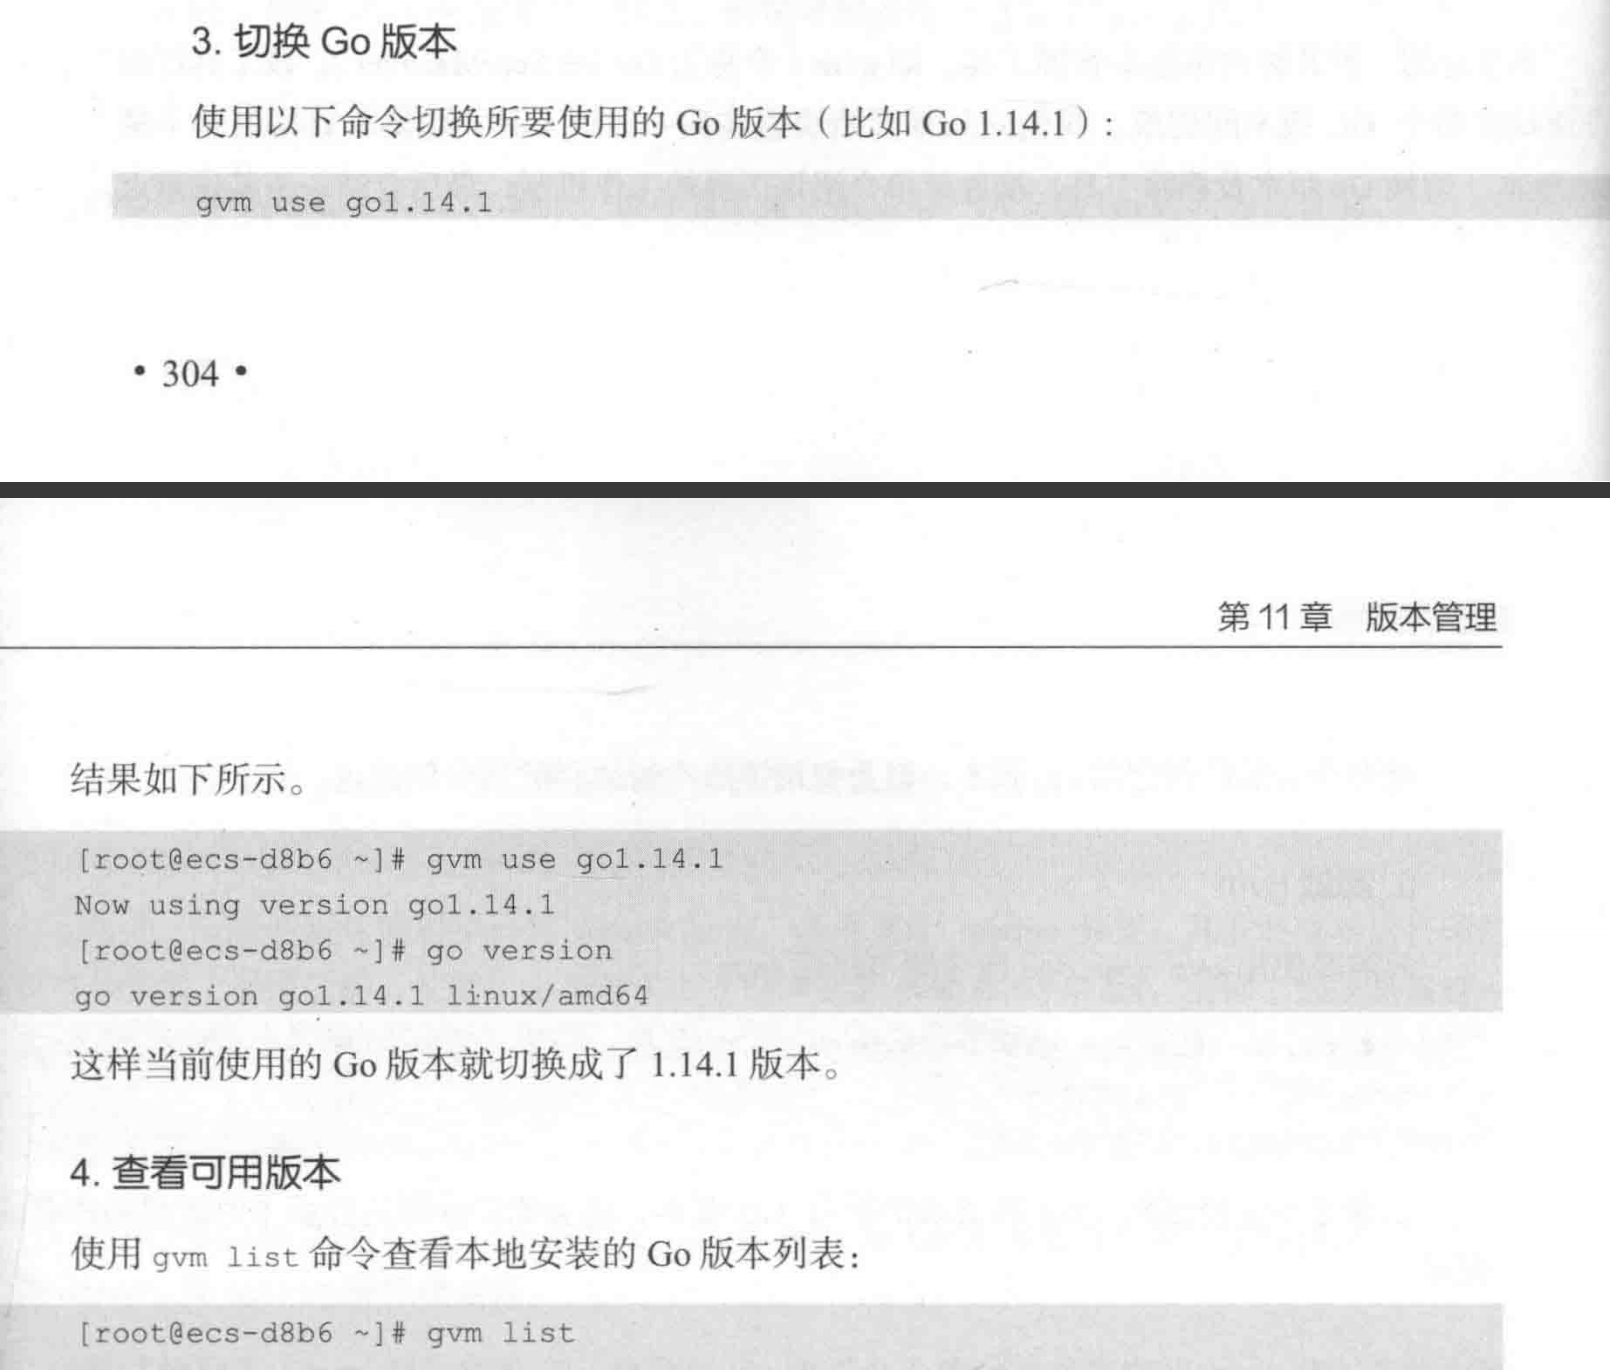 3. 切换 Go 版本
使用以下命令切换所要使用的 Go 版本（比如 Go 1.14.1）:
gvm use go1.14.1
• 304 •
第 11 章 版本管理
结果如下所示。
[root@ecs-d8b6 ~]# gvm use go1.14.1
Now using version go1.14.1
[root@ecs-d8b6 ~]# go version
go version go1.14.1 linux/amd64
这样当前使用的 Go 版本就切换成了 1.14.1 版本。
4. 查看可用版本
使用 gvm list 命令查看本地安装的 Go 版本列表：
[root@ecs-d8b6 ~]# gvm list